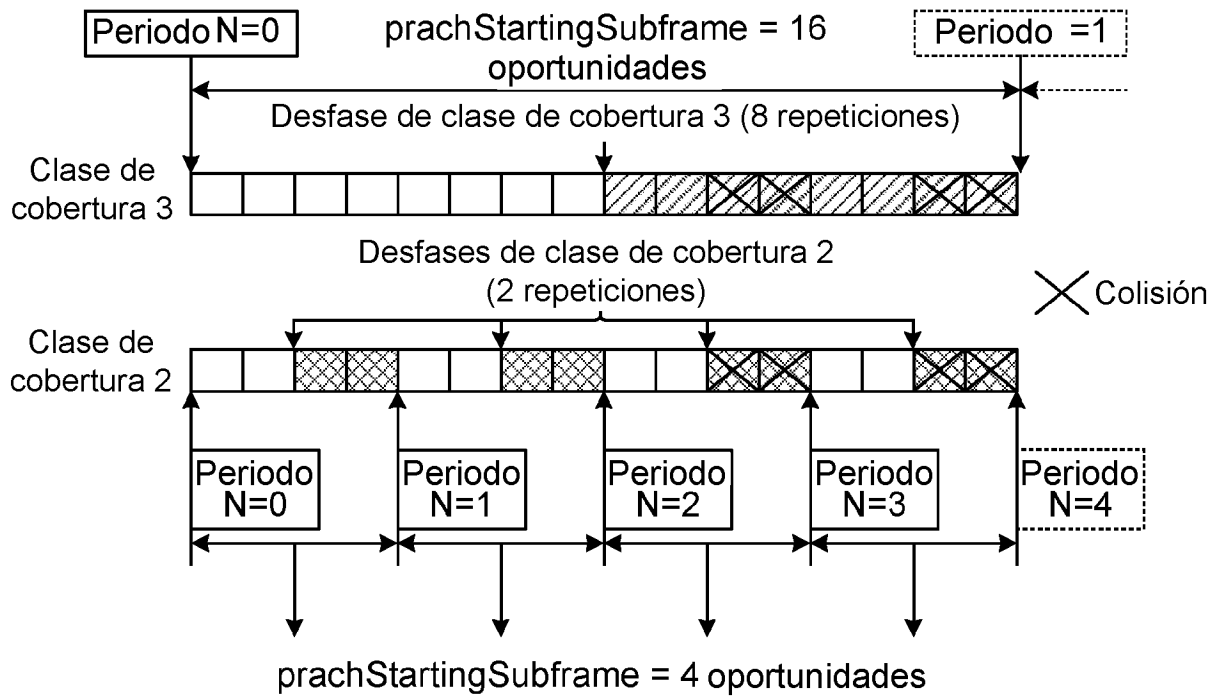 Periodo N=0
prachStartingSubframe = 16
oportunidades
Periodo =1
Desfase de clase de cobertura 3 (8 repeticiones)
Clase de
cobertura 3
Desfases de clase de cobertura 2
(2 repeticiones)
Colisión
Clase de
cobertura 2
Periodo
N=0
Periodo
N=1
Periodo
N=2
Periodo
N=3
Periodo
N=4
prachStartingSubframe = 4 oportunidades